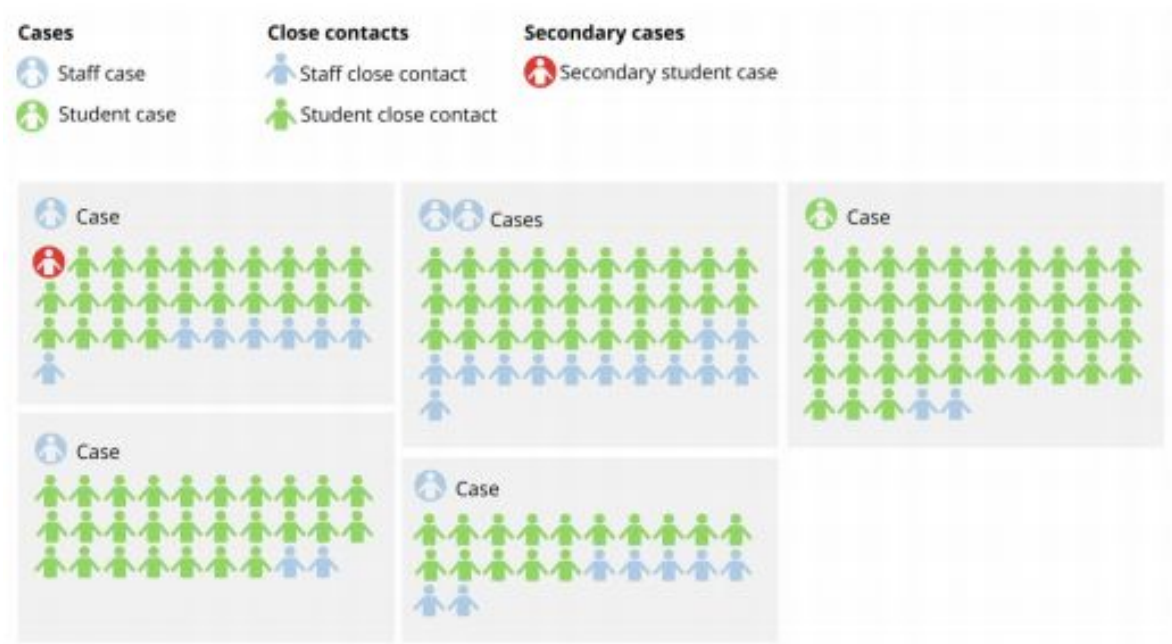 Cases
Close contacts
Secondary cases
Staff case
Staff close contact
Secondary student case
Student case
Student close contact
Case
Cases
Case
Case
Case